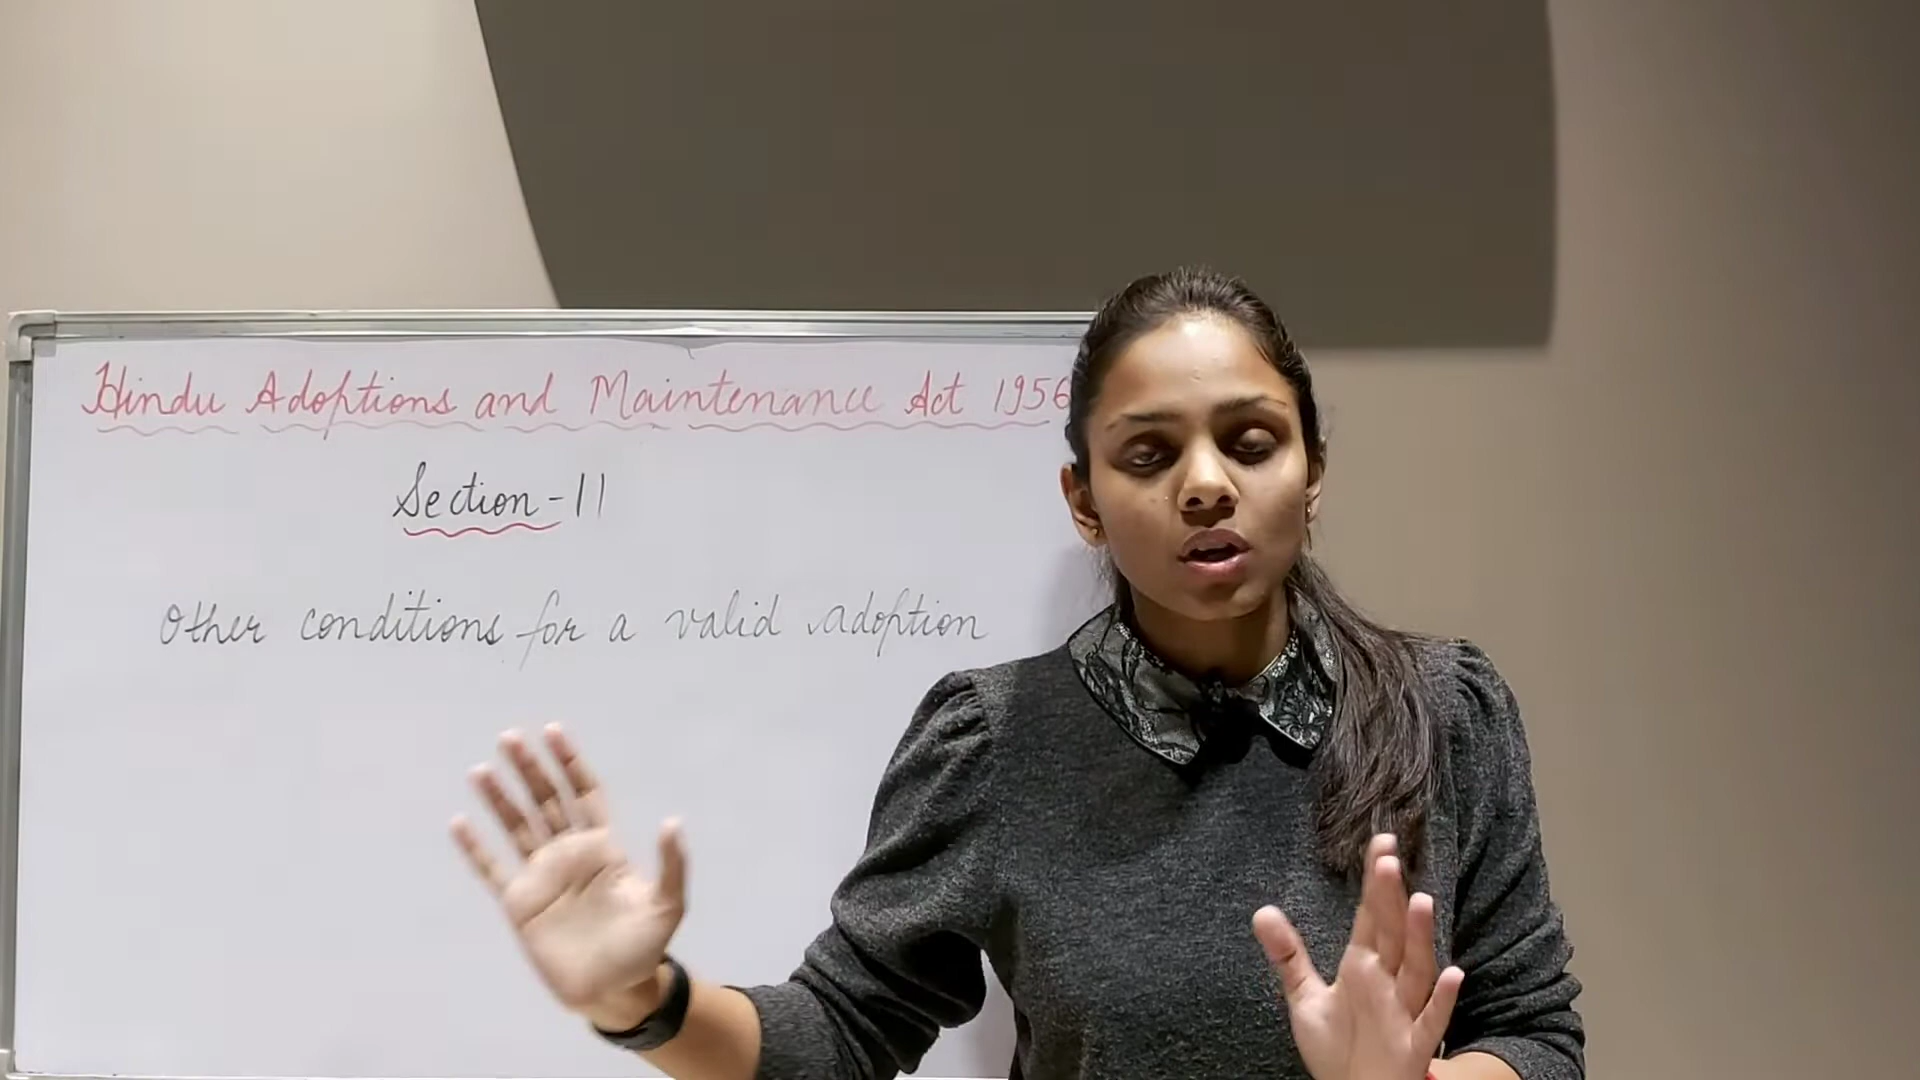 Hindu Adoptions and Maintenance Act 1956
Section-11
Other conditions for a valid adoption